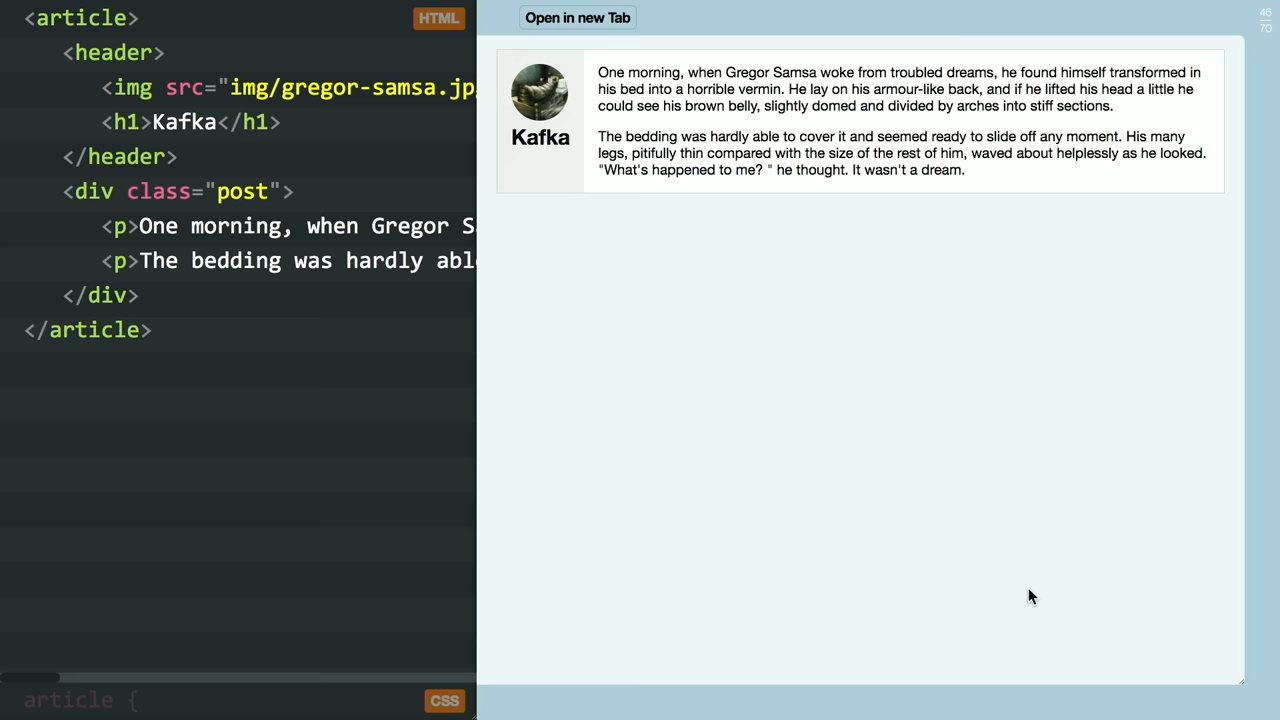 <article>
HTML
<header>
<img src="img/gregor-samsa.jp
<h1>Kafka</h1>
</header>
<div class="post">
<p>One morning, when Gregor S
<p>The bedding was hardly abl
</div>
</article>
article {
CSS
Open in new Tab
46
70
Kafka
One morning, when Gregor Samsa woke from troubled dreams, he found himself transformed in
his bed into a horrible vermin. He lay on his armour-like back, and if he lifted his head a little he
could see his brown belly, slightly domed and divided by arches into stiff sections.
The bedding was hardly able to cover it and seemed ready to slide off any moment. His many
legs, pitifully thin compared with the size of the rest of him, waved about helplessly as he looked.
"What's happened to me? " he thought. It wasn't a dream.